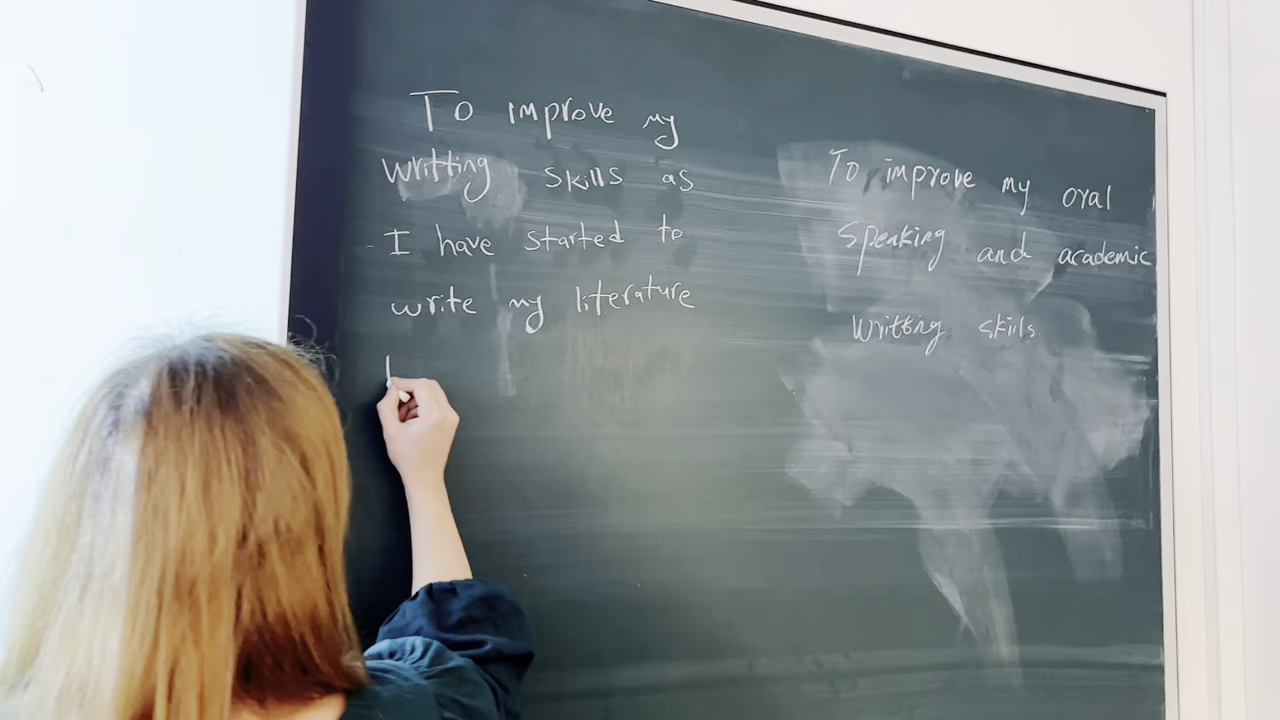 To improve my
writting skills as
I have started to
write my literature
To improve my oral
speaking and academic
writting skills.